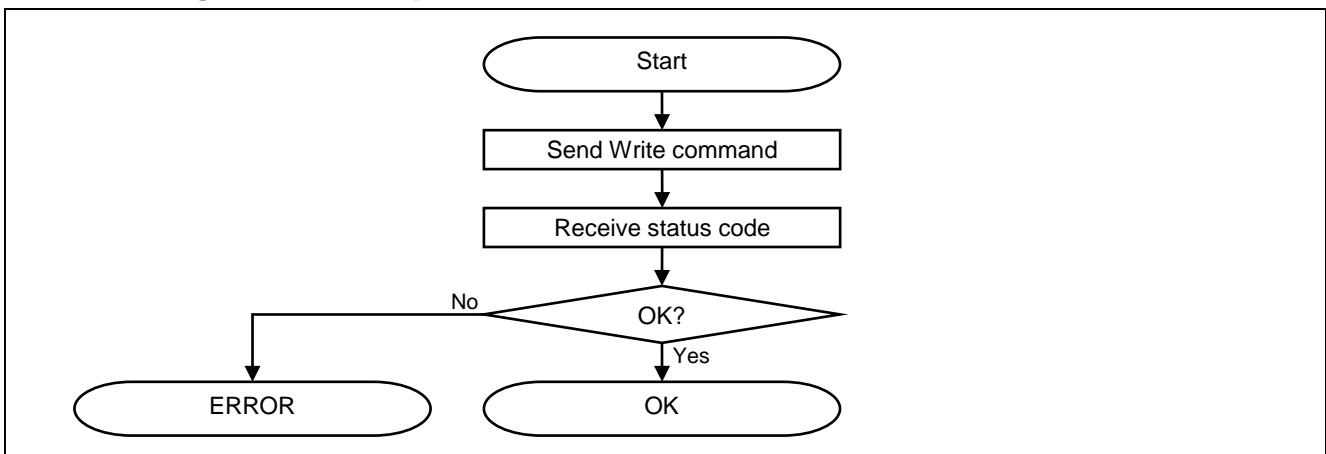 Start
Send Write command
Receive status code
OK?
No
Yes
ERROR
OK